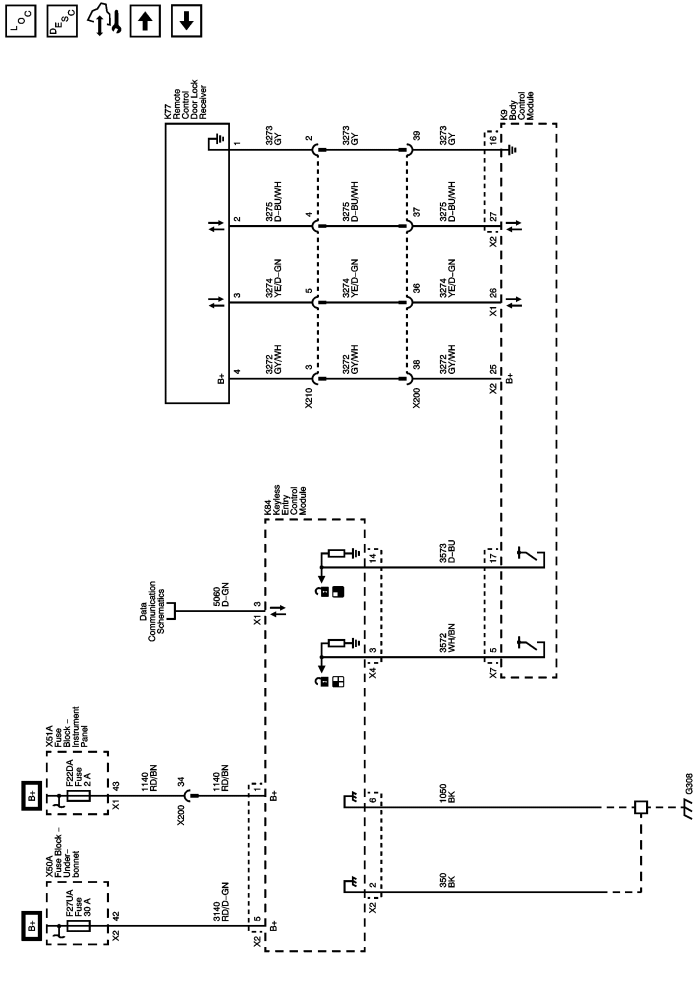 LOC
DESC
K77
Remote
Control
Door Lock
Receiver
K9
Body
Control
Module
1
3273
GY
2
3273
GY
39
3273
GY
16
2
3275
D-BU/WH
4
3275
D-BU/WH
37
3275
D-BU/WH
27
X2
3
3274
YE/D-GN
5
3274
YE/D-GN
36
3274
YE/D-GN
26
X1
B+
4
3272
GY/WH
3
X210
3272
GY/WH
38
X200
3272
GY/WH
25
X2
B+
K84
Keyless
Entry
Control
Module
14
3573
D-BU
17
Data
Communication
Schematics
5060
D-GN
3
X1
3
X4
3572
WH/BN
5
X7
X51A
Fuse
Block –
Instrument
Panel
B+
F22DA
Fuse
2 A
43
X1
1140
RD/BN
34
X200
1140
RD/BN
1
B+
6
1050
BK
G308
X50A
Fuse Block –
Under-
bonnet
B+
F27UA
Fuse
30 A
42
X2
3140
RD/D-GN
5
X2
B+
2
X2
350
BK